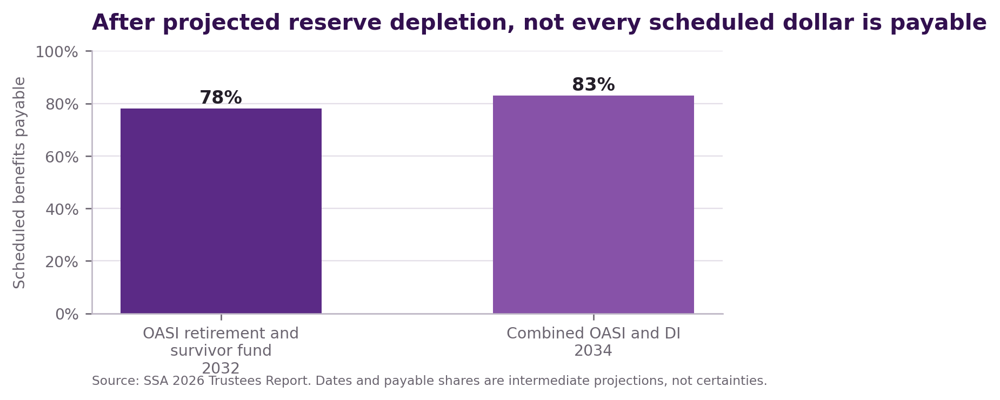 After projected reserve depletion, not every scheduled dollar is payable
100%
80%
60%
40%
20%
0%
Scheduled benefits payable
78%
83%
OASI retirement and
survivor fund
2032
Combined OASI and DI
2034
Source: SSA 2026 Trustees Report. Dates and payable shares are intermediate projections, not certainties.